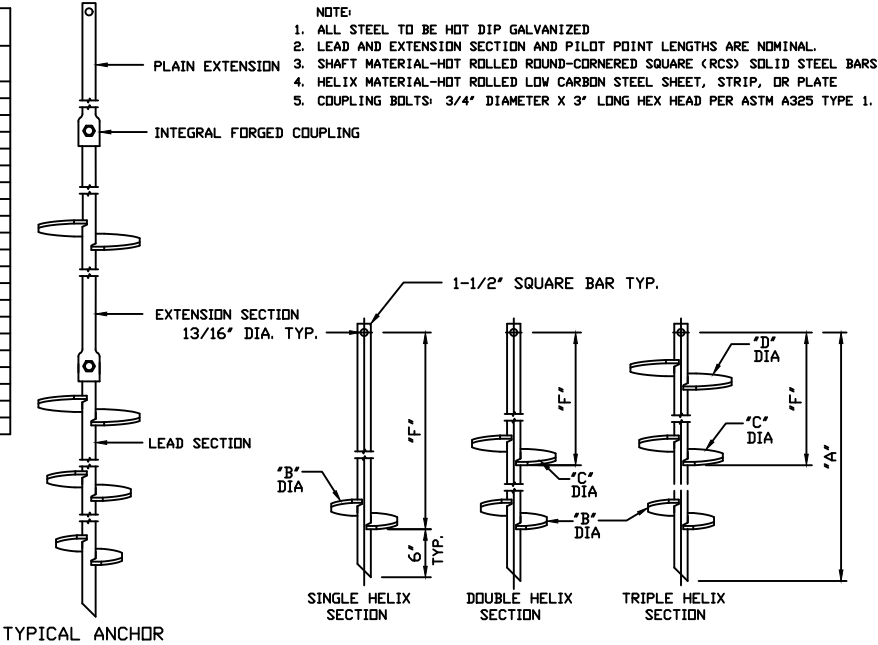 NOTE:
1. ALL STEEL TO BE HOT DIP GALVANIZED
2. LEAD AND EXTENSION SECTION AND PILOT POINT LENGTHS ARE NOMINAL.
3. SHAFT MATERIAL-HOT ROLLED ROUND-CORNERED SQUARE (RCS) SOLID STEEL BARS
4. HELIX MATERIAL-HOT ROLLED LOW CARBON STEEL SHEET, STRIP, OR PLATE
5. COUPLING BOLTS: 3/4" DIAMETER X 3" LONG HEX HEAD PER ASTM A325 TYPE 1.
PLAIN EXTENSION
INTEGRAL FORGED COUPLING
EXTENSION SECTION
LEAD SECTION
TYPICAL ANCHOR
1-1/2" SQUARE BAR TYP.
13/16" DIA. TYP.
"F"
"B"
DIA
6"
TYP.
SINGLE HELIX
SECTION
"F"
"C"
DIA
"B"
DIA
DOUBLE HELIX
SECTION
"D"
DIA
"F"
"C"
DIA
"A"
TRIPLE HELIX
SECTION